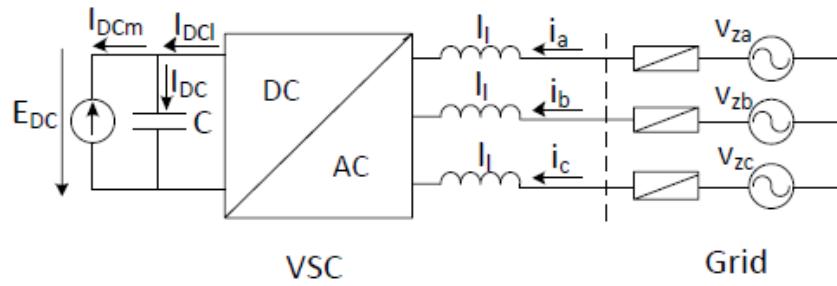 I_DCm I_DCl I_l i_a v_za
I_DC DC I_l i_b v_zb
E_DC C
AC I_l i_c v_zc
VSC Grid